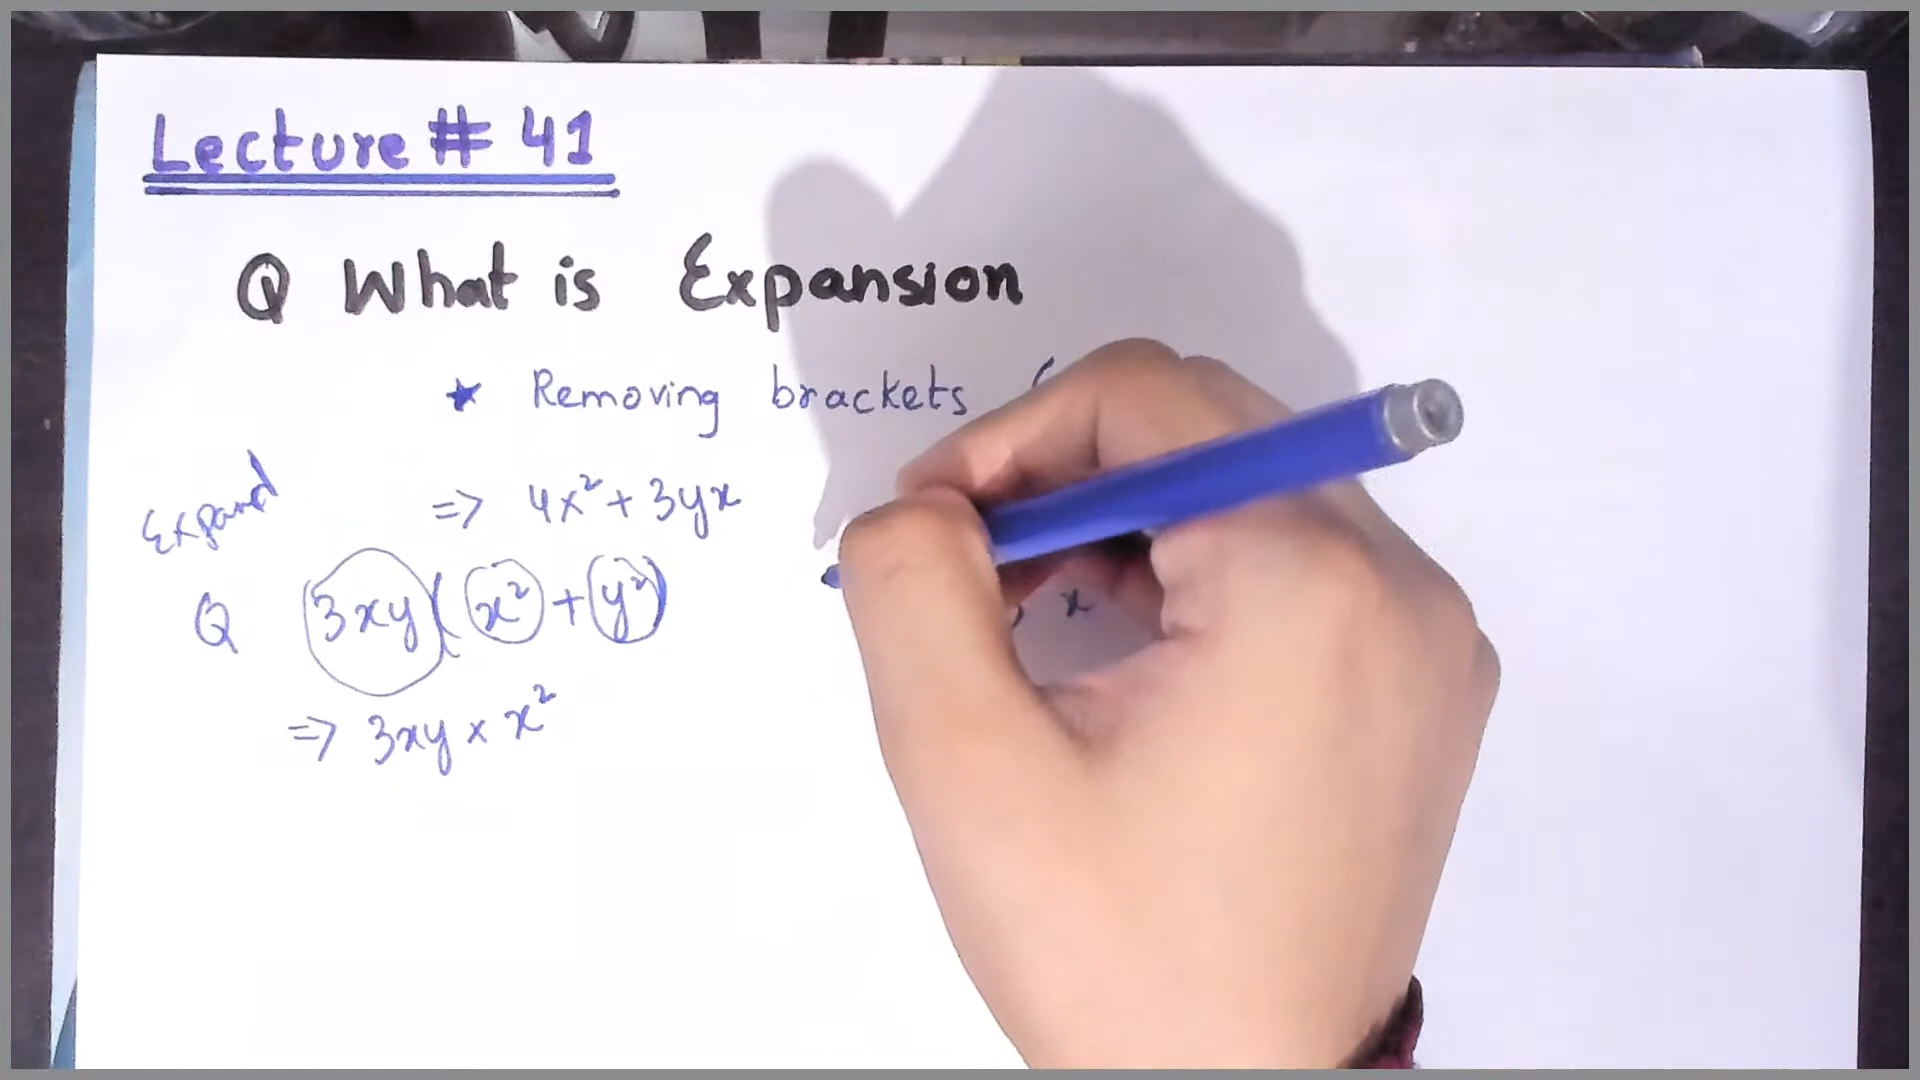 Lecture # 41
Q What is Expansion
★ Removing brackets (
Expand
=> 4x² + 3yx
Q 3xy(x² + y²)
x
=> 3xy × x²